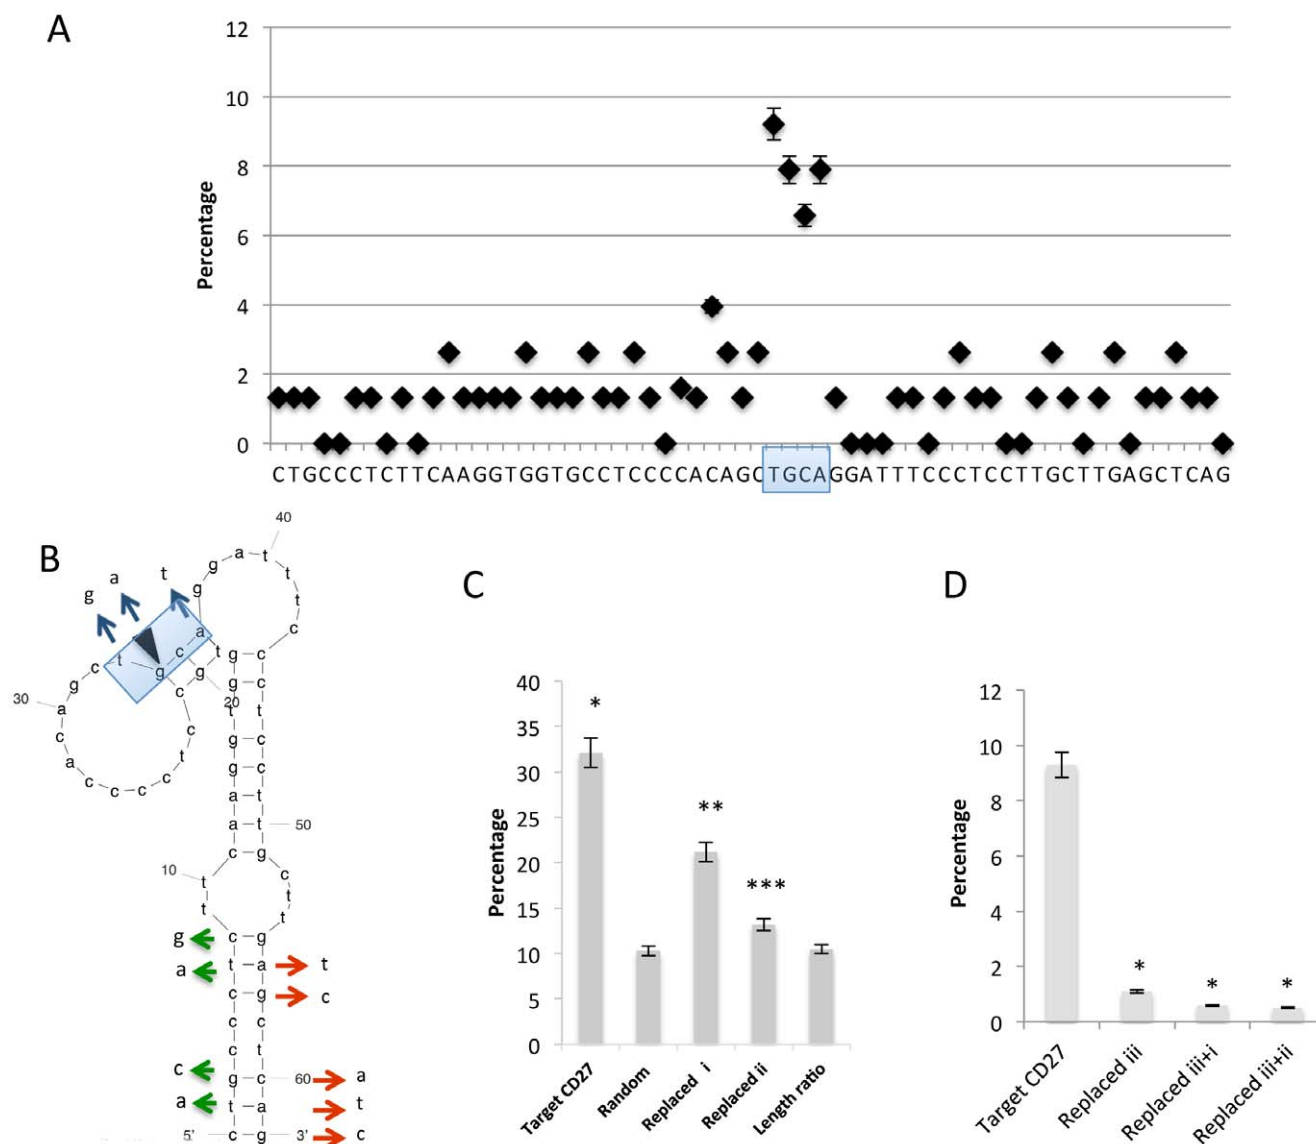 A
12
10
8
6
4
2
0
Percentage
CTGCCCTCTTCAAGGTGGTGCCTCCCCACAGCTGCAGGATTTCCCTCCTTGCTTGAGCTCAG
B
40
g a t
g g a t t t c
30
a g c t g c a t g c
g c g c
20
a c t t
c c g c
a t g c
c c c c c a t
a t
50
10
c g
t c
t t
t
g c g
a t a t
c g c
c c
c t
c g c 60 a
a t a t
5' c g 3' c
C
40
35
30
25
20
15
10
5
0
Percentage
*
**
***
Target CD27
Random
Replaced i
Replaced ii
Length ratio
D
12
10
8
6
4
2
0
Percentage
*
*
*
Target CD27
Replaced iii
Replaced iii+i
Replaced iii+ii